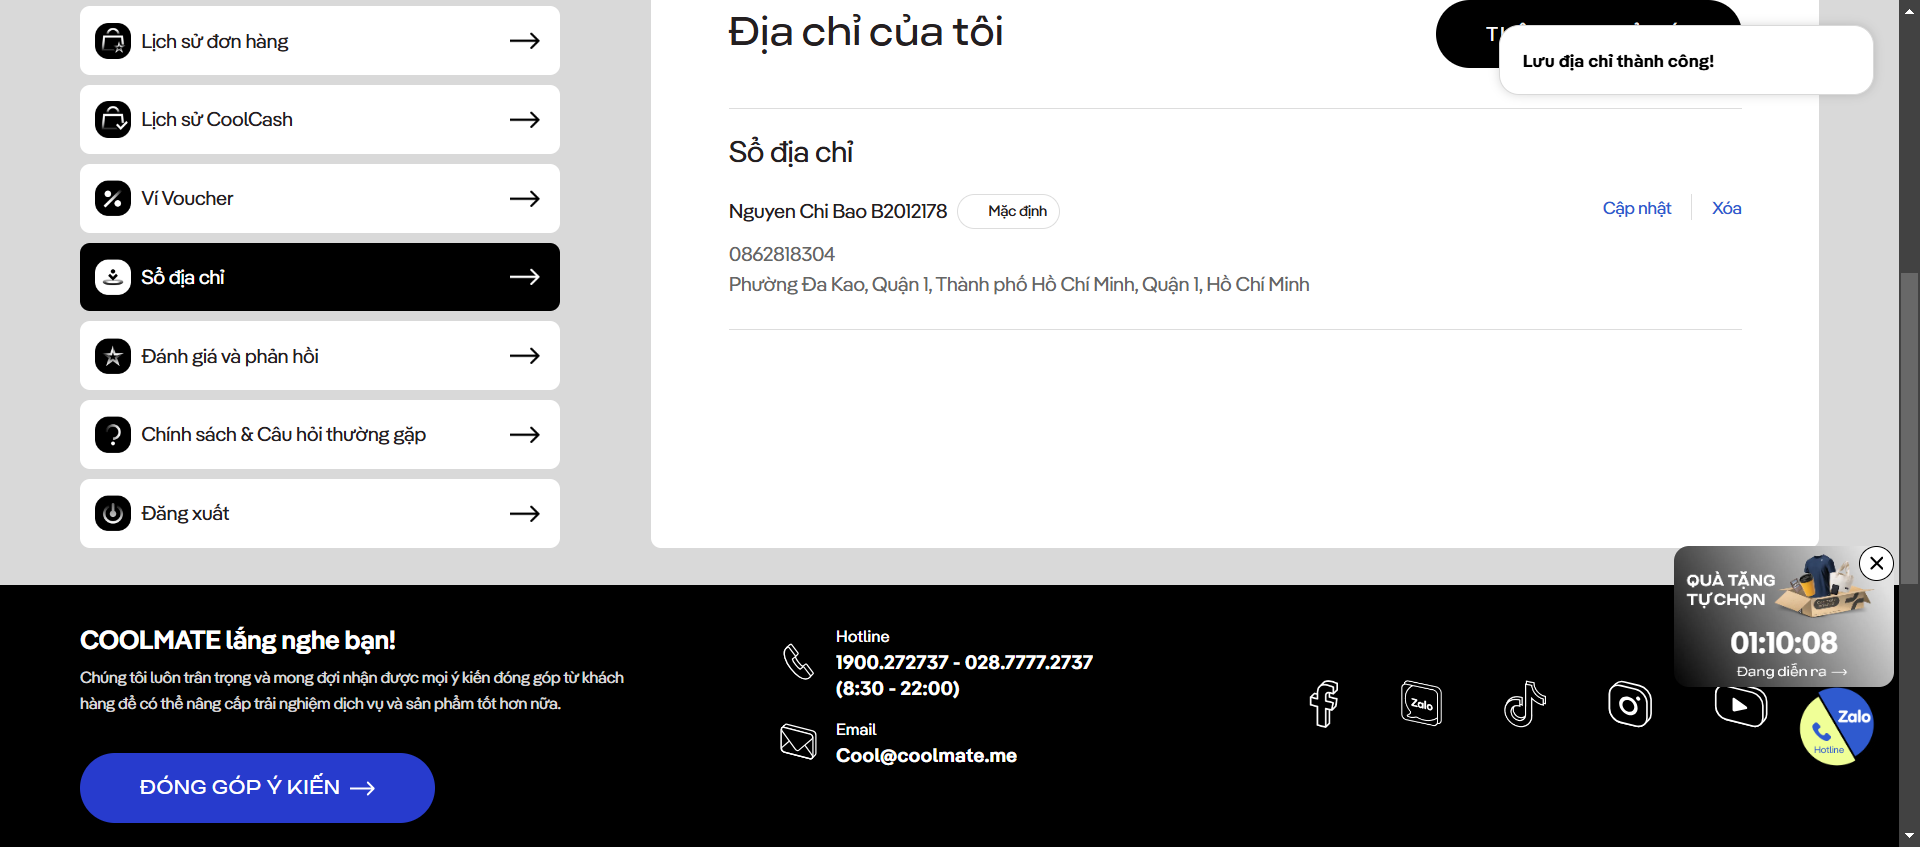 Lịch sử đơn hàng
Lịch sử CoolCash
Ví Voucher
Sổ địa chỉ
Đánh giá và phản hồi
Chính sách & Câu hỏi thường gặp
Đăng xuất
Địa chỉ của tôi
Lưu địa chỉ thành công!
Sổ địa chỉ
Nguyen Chi Bao B2012178 Mặc định
Cập nhật Xóa
0862818304
Phường Đa Kao, Quận 1, Thành phố Hồ Chí Minh, Quận 1, Hồ Chí Minh
QUÀ TẶNG
TỰ CHỌN
01:10:08
Đang diễn ra
COOLMATE lắng nghe bạn!
Chúng tôi luôn trân trọng và mong đợi nhận được mọi ý kiến đóng góp từ khách
hàng để có thể nâng cấp trải nghiệm dịch vụ và sản phẩm tốt hơn nữa.
ĐÓNG GÓP Ý KIẾN
Hotline
1900.272737 - 028.7777.2737
(8:30 - 22:00)
Email
Cool@coolmate.me
Zalo
Zalo
Hotline